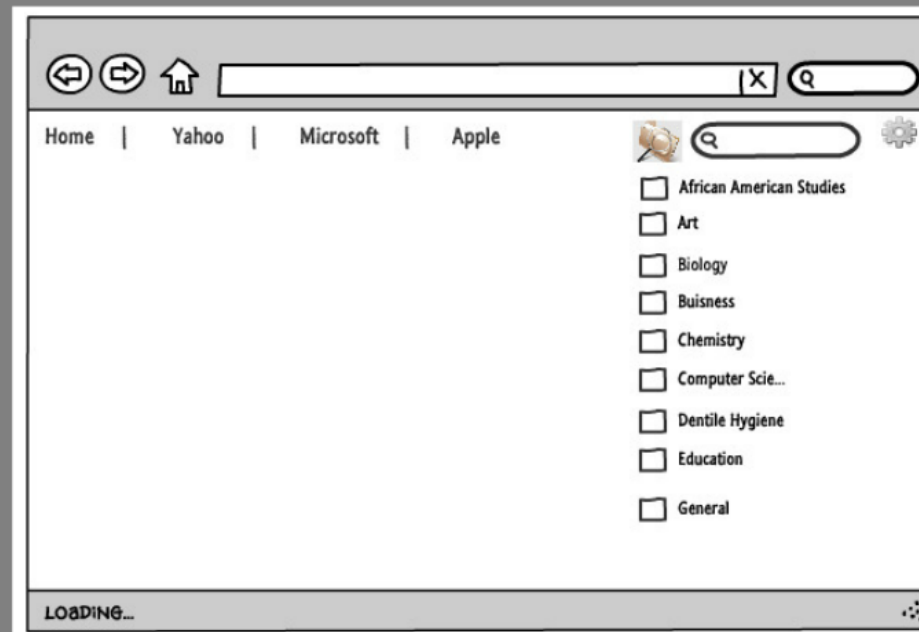 Home | Yahoo | Microsoft | Apple
African American Studies
Art
Biology
Buisness
Chemistry
Computer Scie...
Dentile Hygiene
Education
General
LOADING...